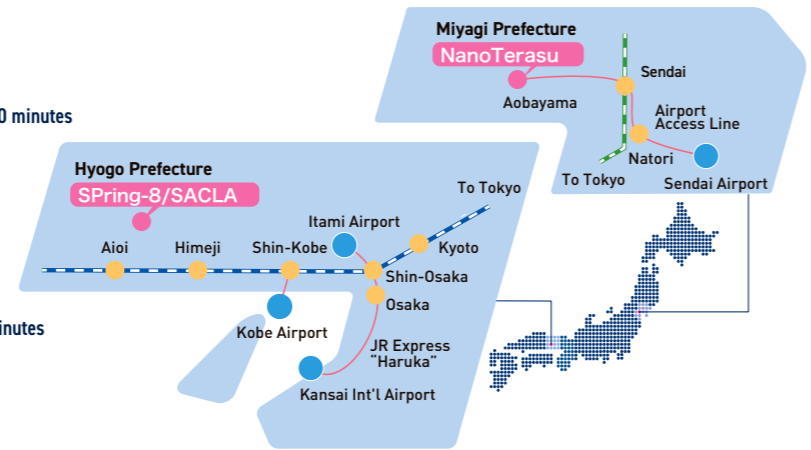 Miyagi Prefecture
NanoTerasu
Sendai
Aobayama
Airport
Access Line
Natori
To Tokyo
Sendai Airport
0 minutes
Hyogo Prefecture
SPring-8/SACLA
To Tokyo
Itami Airport
Aioi
Himeji
Shin-Kobe
Kyoto
Shin-Osaka
Osaka
Kobe Airport
JR Express
"Haruka"
Kansai Int'l Airport
inutes